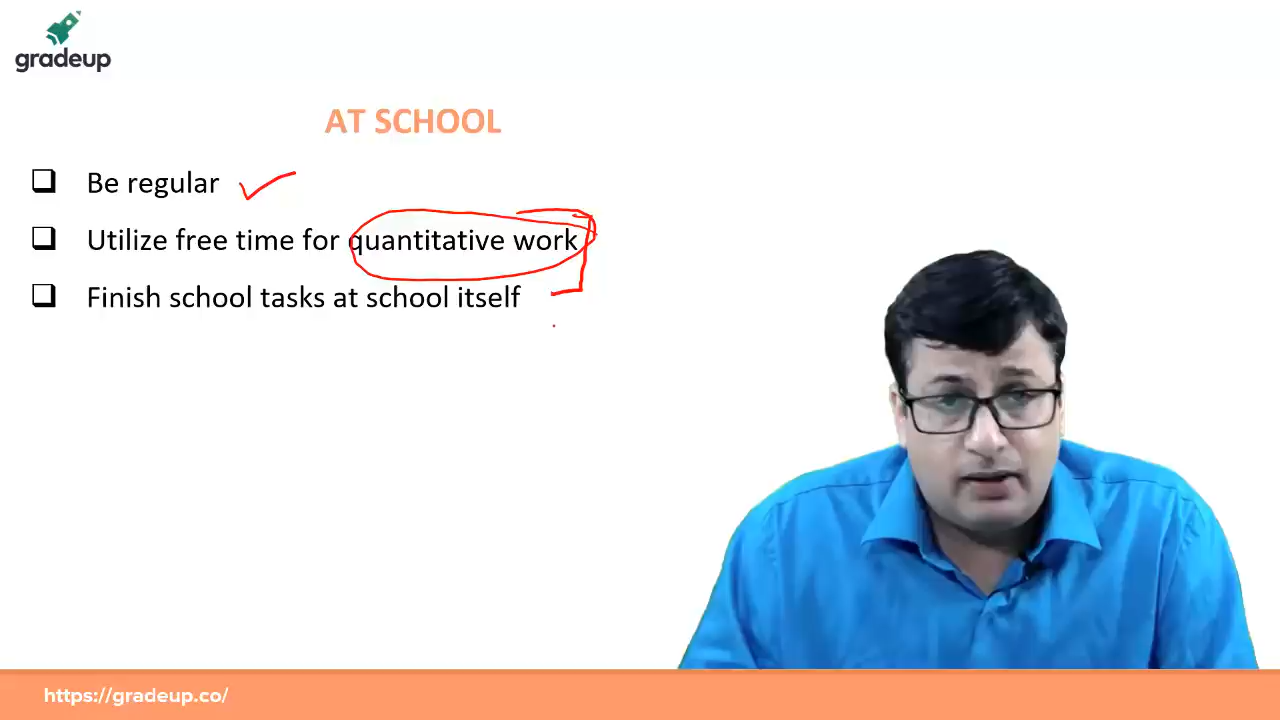 gradeup
AT SCHOOL
Be regular
Utilize free time for quantitative work
Finish school tasks at school itself
https://gradeup.co/